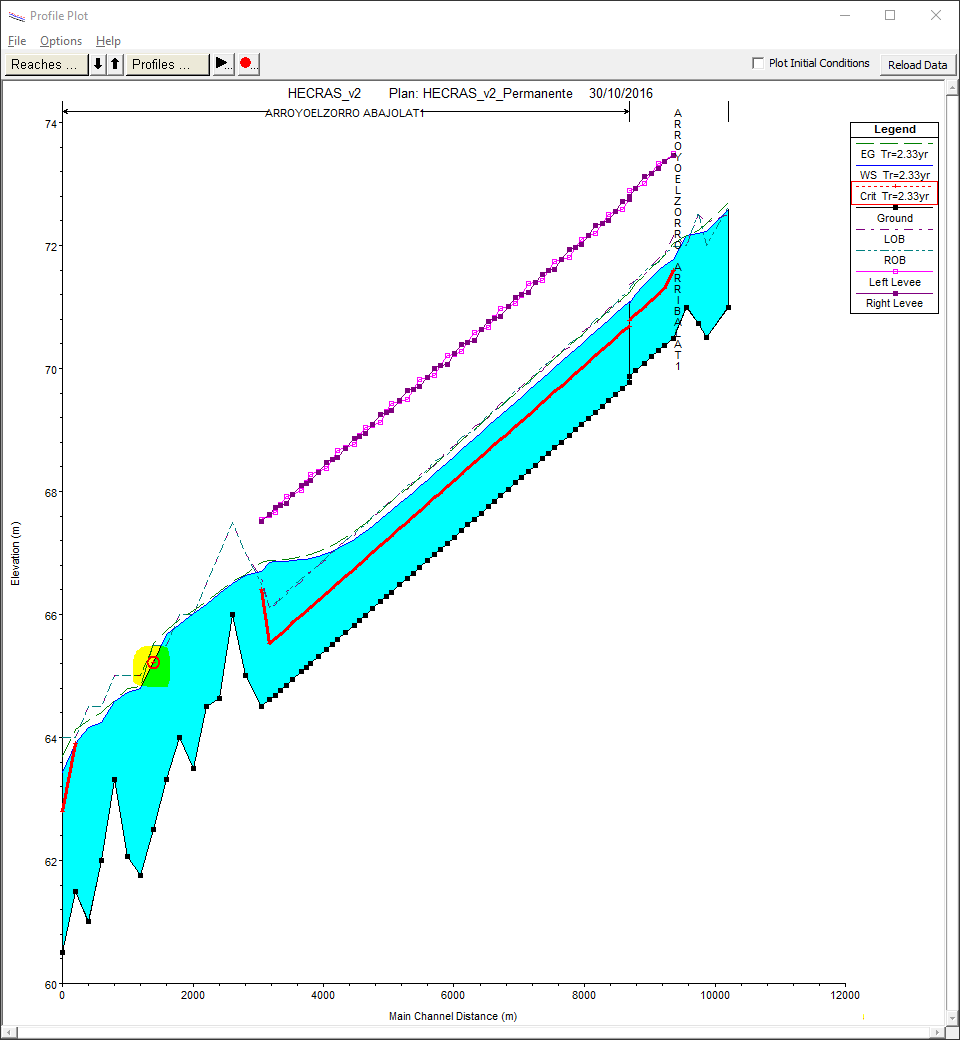 Profile Plot
File Options Help
Reaches ... Profiles ... ... ... Plot Initial Conditions Reload Data
HECRAS_v2 Plan: HECRAS_v2_Permanente 30/10/2016
ARROYOELZORRO ABAJOLAT1
ARROYOELZORRO ARRIBALAT1
Legend
EG Tr=2.33yr
WS Tr=2.33yr
Crit Tr=2.33yr
Ground
LOB
ROB
Left Levee
Right Levee
74
72
70
68
66
64
62
60
Elevation (m)
0 2000 4000 6000 8000 10000 12000
Main Channel Distance (m)